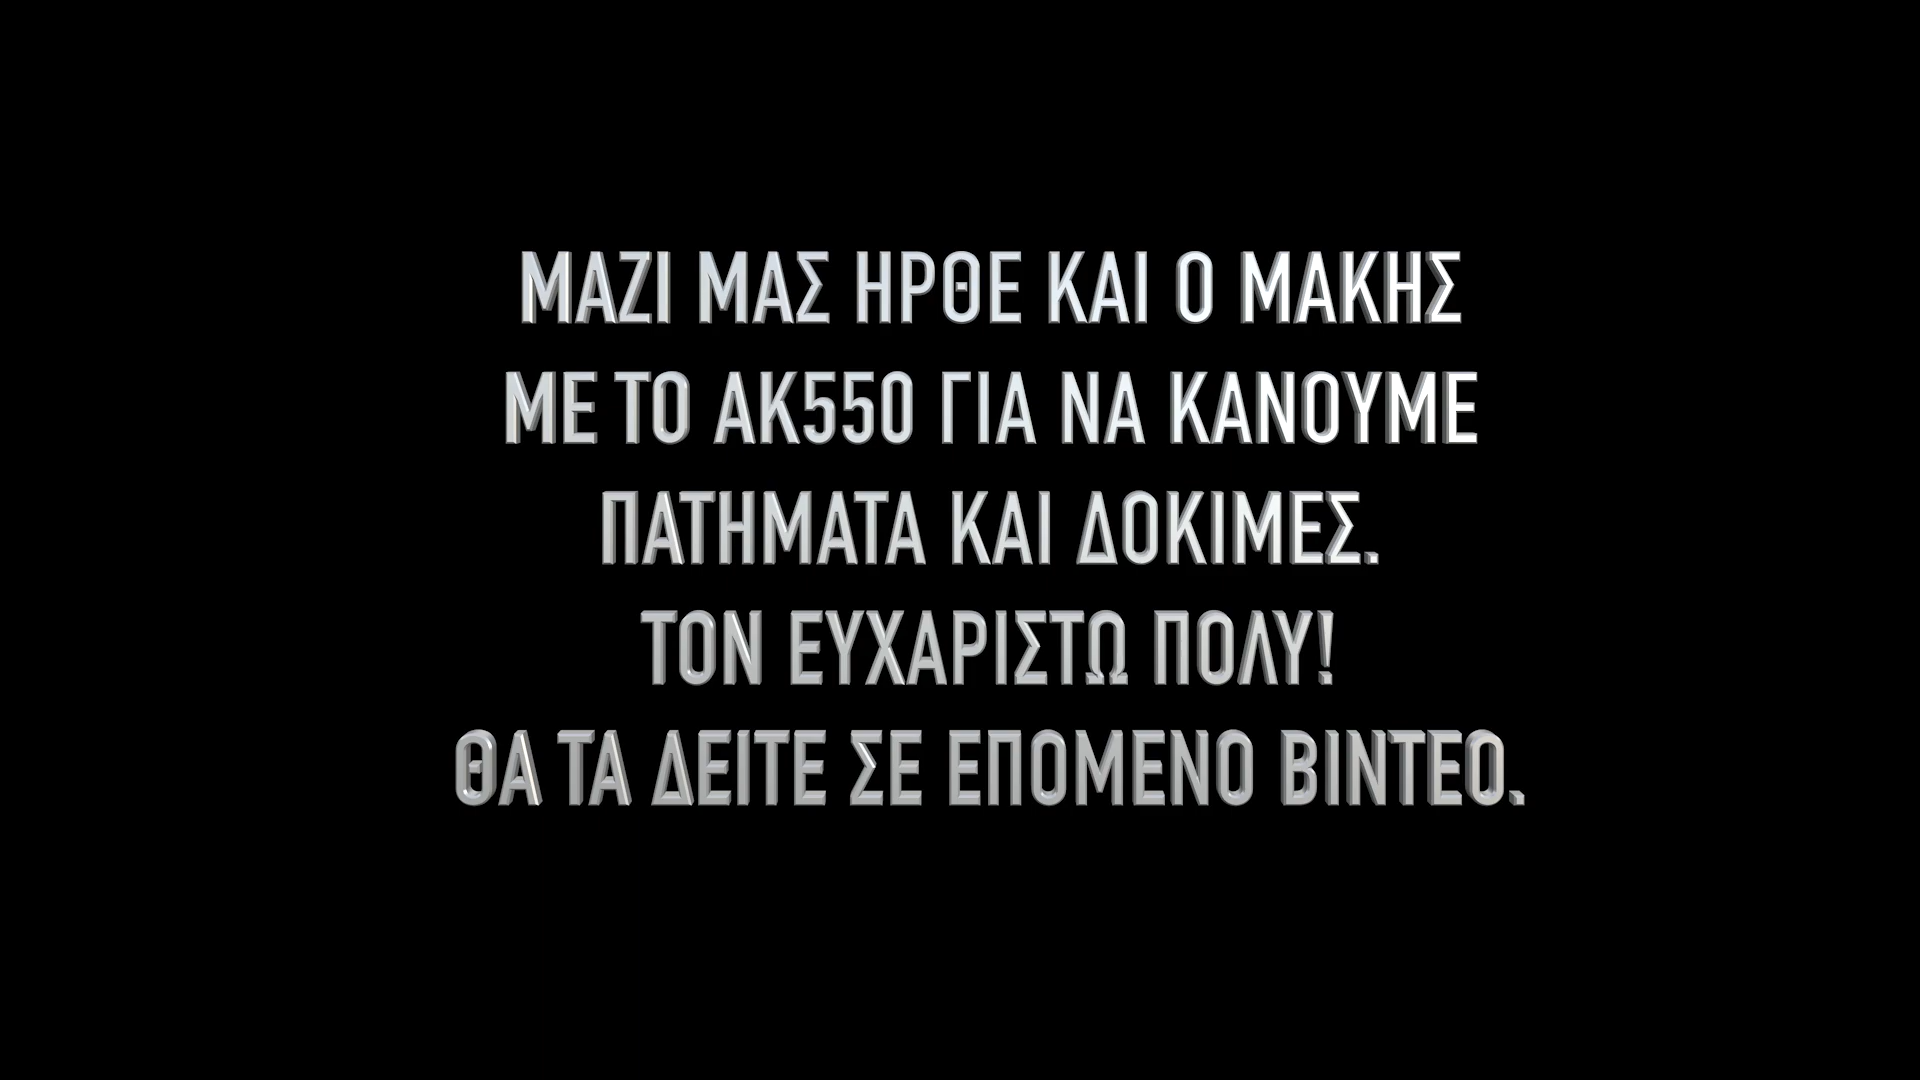 ΜΑΖΙ ΜΑΣ ΗΡΘΕ ΚΑΙ Ο ΜΑΚΗΣ
ΜΕ ΤΟ ΑΚ550 ΓΙΑ ΝΑ ΚΑΝΟΥΜΕ
ΠΑΤΗΜΑΤΑ ΚΑΙ ΔΟΚΙΜΕΣ.
ΤΟΝ ΕΥΧΑΡΙΣΤΩ ΠΟΛΥ!
ΘΑ ΤΑ ΔΕΙΤΕ ΣΕ ΕΠΟΜΕΝΟ ΒΙΝΤΕΟ.